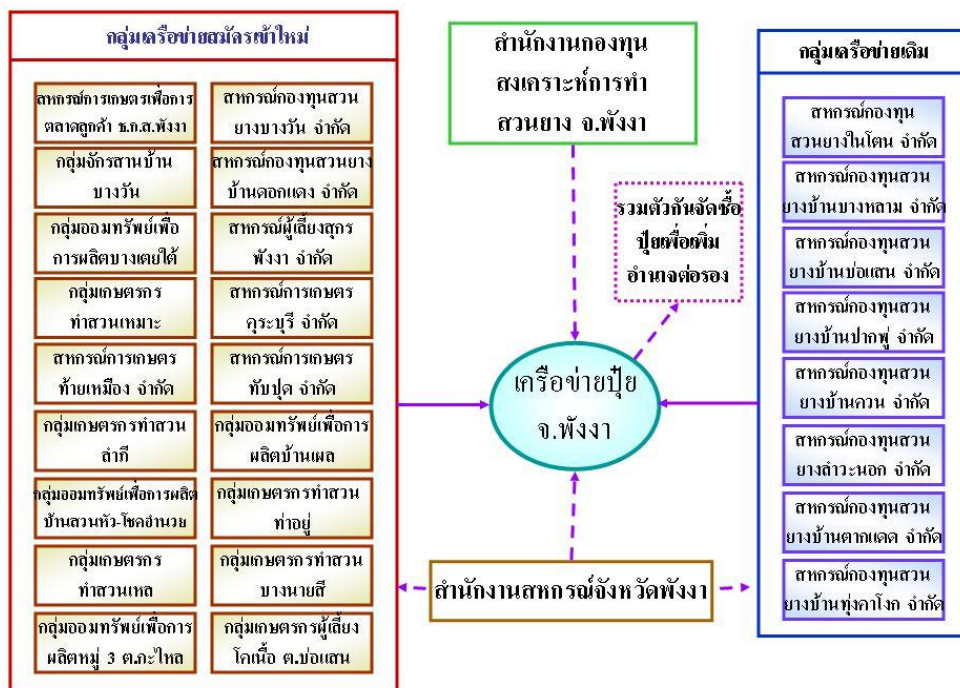 กลุ่มเครือข่ายสมัครเข้าใหม่
สหกรณ์การเกษตรเพื่อการ
ตลาดลูกค้า ธ.ก.ส.พังงา
สหกรณ์กองทุนสวน
ยางบางวัน จำกัด
กลุ่มจักรสานบ้าน
บางวัน
สหกรณ์กองทุนสวนยาง
บ้านดอกแดง จำกัด
กลุ่มออมทรัพย์เพื่อ
การผลิตบางเตยใต้
สหกรณ์ผู้เลี้ยงสุกร
พังงา จำกัด
กลุ่มเกษตรกร
ทำสวนเหมาะ
สหกรณ์การเกษตร
คุระบุรี จำกัด
สหกรณ์การเกษตร
ท้ายเหมือง จำกัด
สหกรณ์การเกษตร
ทับปุด จำกัด
กลุ่มเกษตรกรทำสวน
ลำภี
กลุ่มออมทรัพย์เพื่อการ
ผลิตบ้านผล
กลุ่มออมทรัพย์เพื่อการผลิต
บ้านสวนหัว-โชคอำนวย
กลุ่มเกษตรกรทำสวน
ท่าอยู่
กลุ่มเกษตรกร
ทำสวนเหล
กลุ่มเกษตรกรทำสวน
บางนายสี
กลุ่มออมทรัพย์เพื่อการ
ผลิตหมู่ 3 ต.กะไหล
กลุ่มเกษตรกรผู้เลี้ยง
โคเนื้อ ต.บ่อแสน
สำนักงานกองทุน
สงเคราะห์การทำ
สวนยาง จ.พังงา
รวมตัวกันจัดซื้อ
ปุ๋ยเพื่อเพิ่ม
อำนาจต่อรอง
เครือข่ายปุ๋ย
จ.พังงา
สำนักงานสหกรณ์จังหวัดพังงา
กลุ่มเครือข่ายเดิม
สหกรณ์กองทุน
สวนยางในโตน จำกัด
สหกรณ์กองทุนสวน
ยางบ้านบางหลาม จำกัด
สหกรณ์กองทุนสวน
ยางบ้านบ่อแสน จำกัด
สหกรณ์กองทุนสวน
ยางบ้านปากพู่ จำกัด
สหกรณ์กองทุนสวน
ยางบ้านควน จำกัด
สหกรณ์กองทุนสวน
ยางลำวะนอก จำกัด
สหกรณ์กองทุนสวน
ยางบ้านตากแดด จำกัด
สหกรณ์กองทุนสวน
ยางบ้านทุ่งคาโงก จำกัด